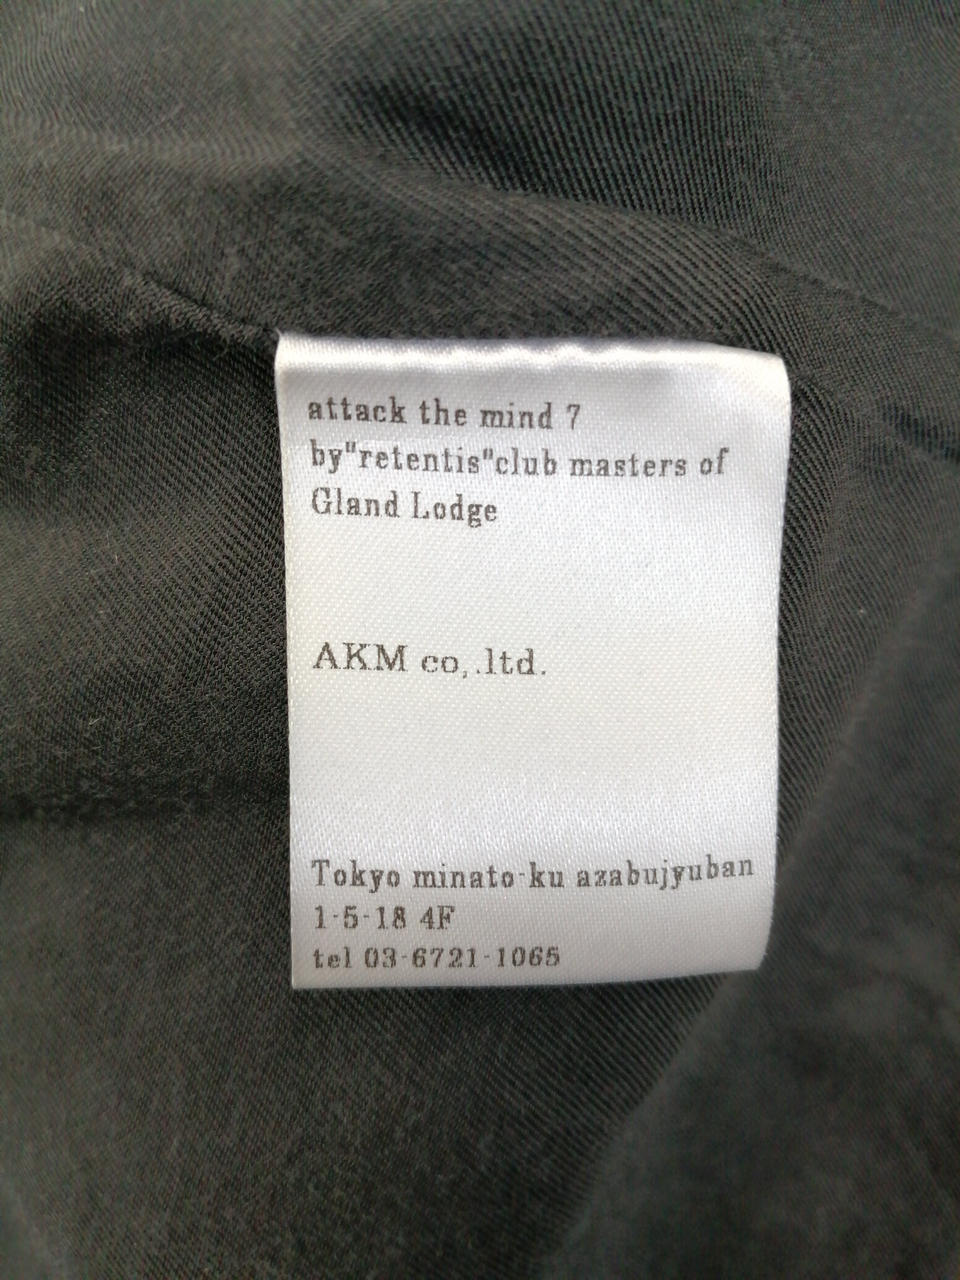 attack the mind 7
by"retentis"club masters of
Gland Lodge
AKM co,.ltd.
Tokyo minato-ku azabujyuban
1-5-18 4F
tel 03-6721-1065